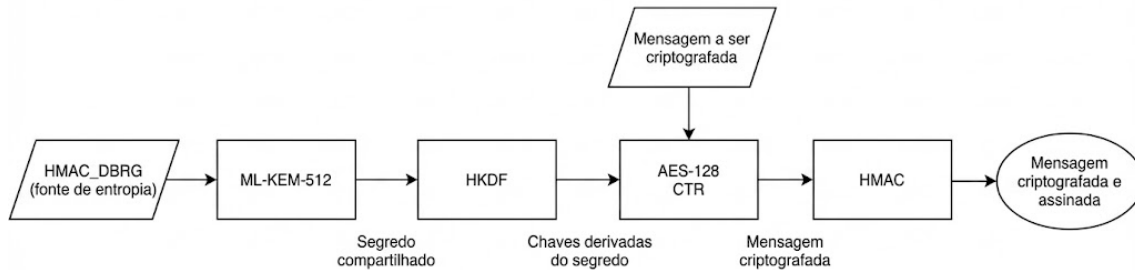 Mensagem a ser
criptografada
HMAC_DBRG
(fonte de entropia)
ML-KEM-512
HKDF
AES-128
CTR
HMAC
Mensagem
criptografada e
assinada
Segredo
compartilhado
Chaves derivadas
do segredo
Mensagem
criptografada